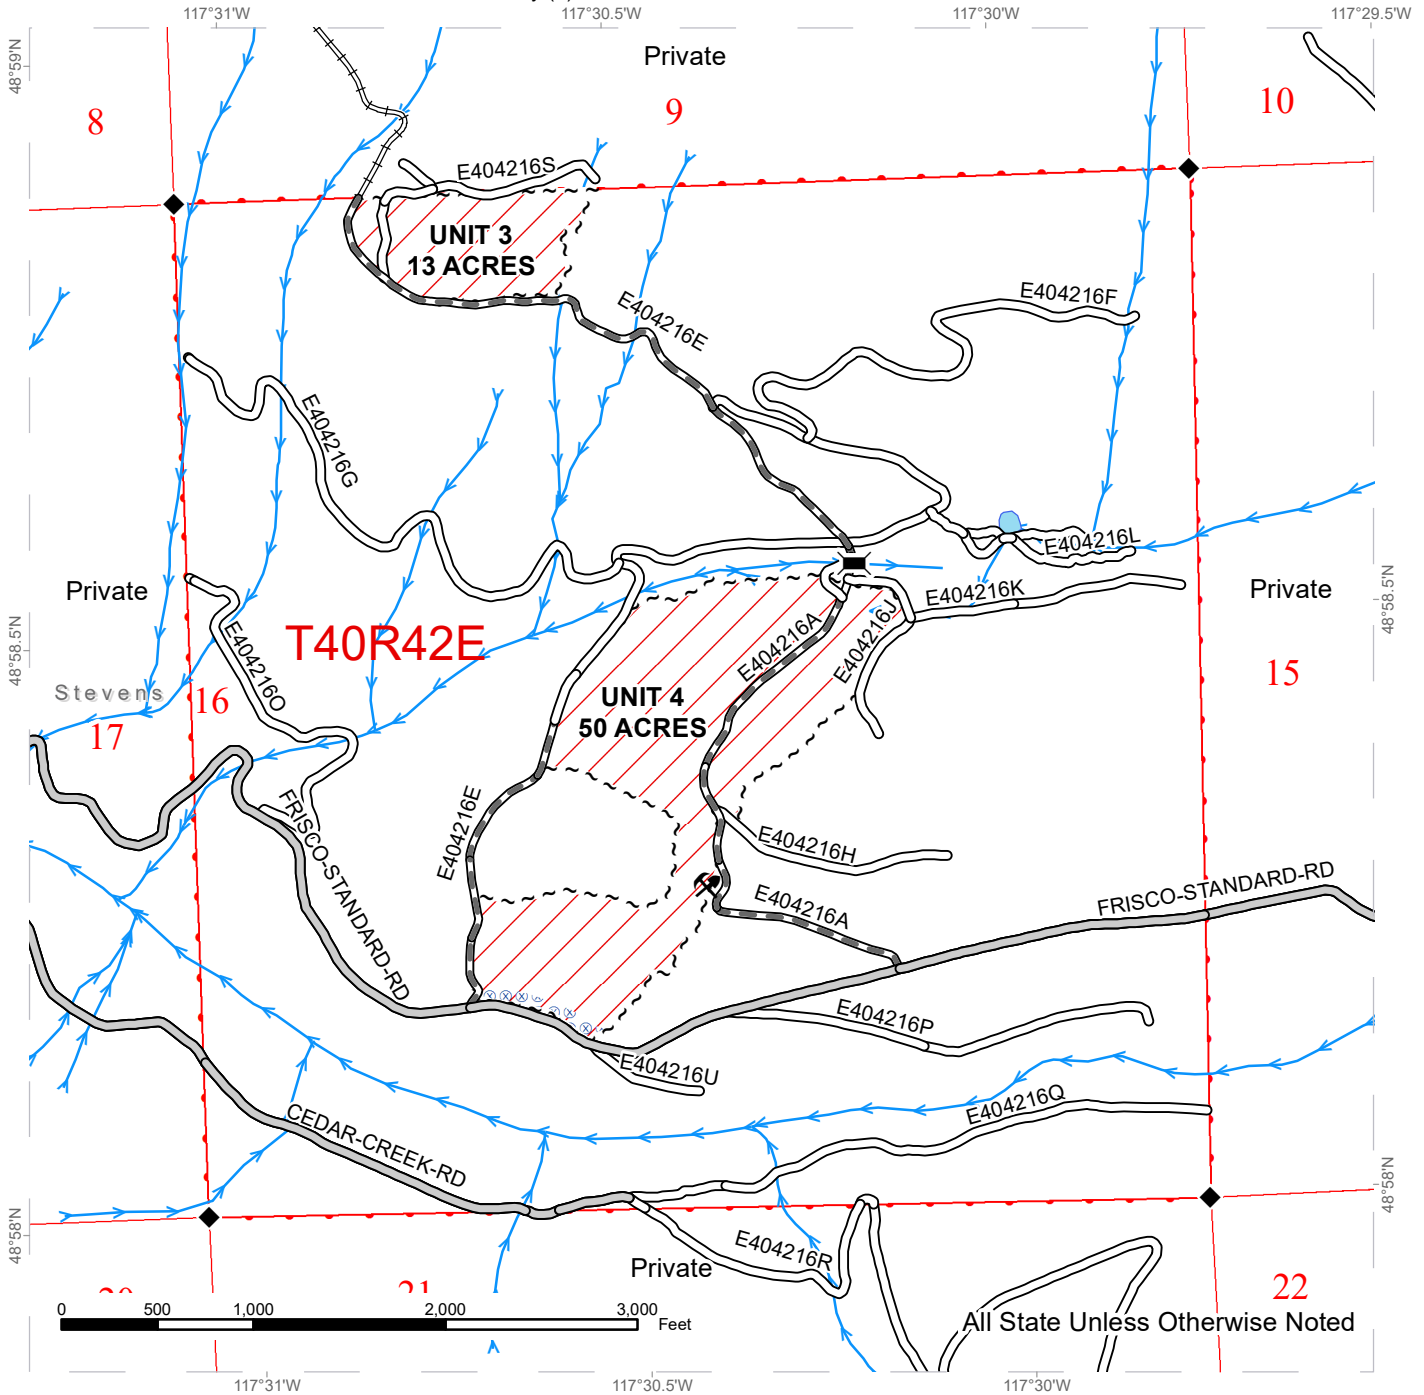 117°31'W
117°30.5'W
117°30'W
117°29.5'W
48°59'N
Private
8
9
10
E404216S
UNIT 3
13 ACRES
E404216E
E404216F
E404216G
E404216L
48°58.5'N
Private
E404216K
Private
E404216A
E404216J
T40R42E
E404216O
48°58.5'N
Stevens
16
15
17
UNIT 4
50 ACRES
E404216E
FRISCO-STANDARD-RD
E404216H
FRISCO-STANDARD-RD
E404216A
E404216P
E404216U
E404216Q
CEDAR-CREEK-RD
48°58'N
48°58'N
E404216R
Private
20
21
22
0 500 1,000 2,000 3,000
Feet
All State Unless Otherwise Noted
117°31'W
117°30.5'W
117°30'W